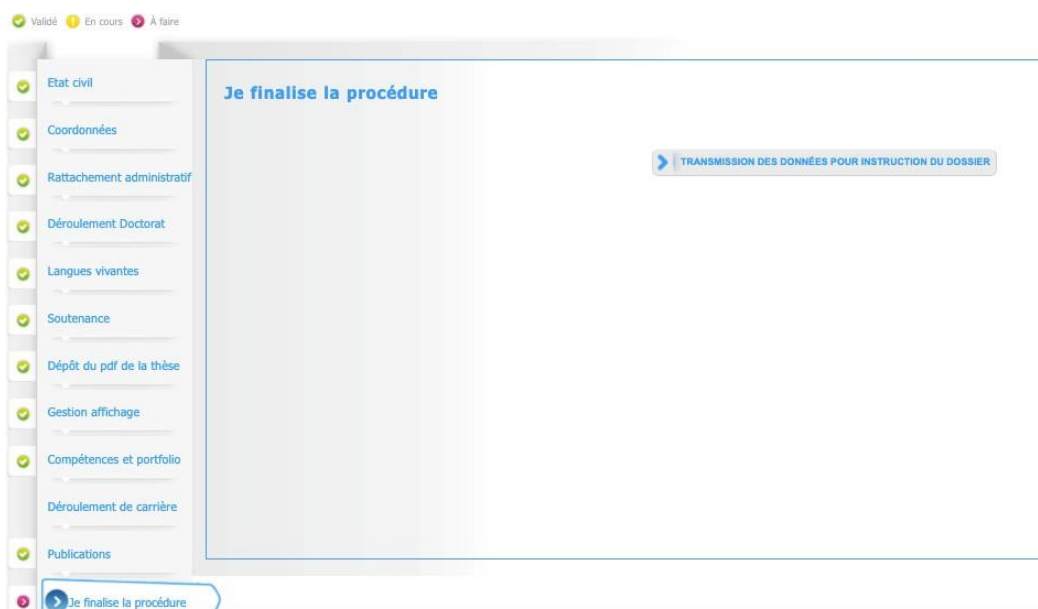 Validé En cours À faire
Etat civil
Je finalise la procédure
Coordonnées
TRANSMISSION DES DONNÉES POUR INSTRUCTION DU DOSSIER
Rattachement administratif
Déroulement Doctorat
Langues vivantes
Soutenance
Dépôt du pdf de la thèse
Gestion affichage
Compétences et portfolio
Déroulement de carrière
Publications
Je finalise la procédure